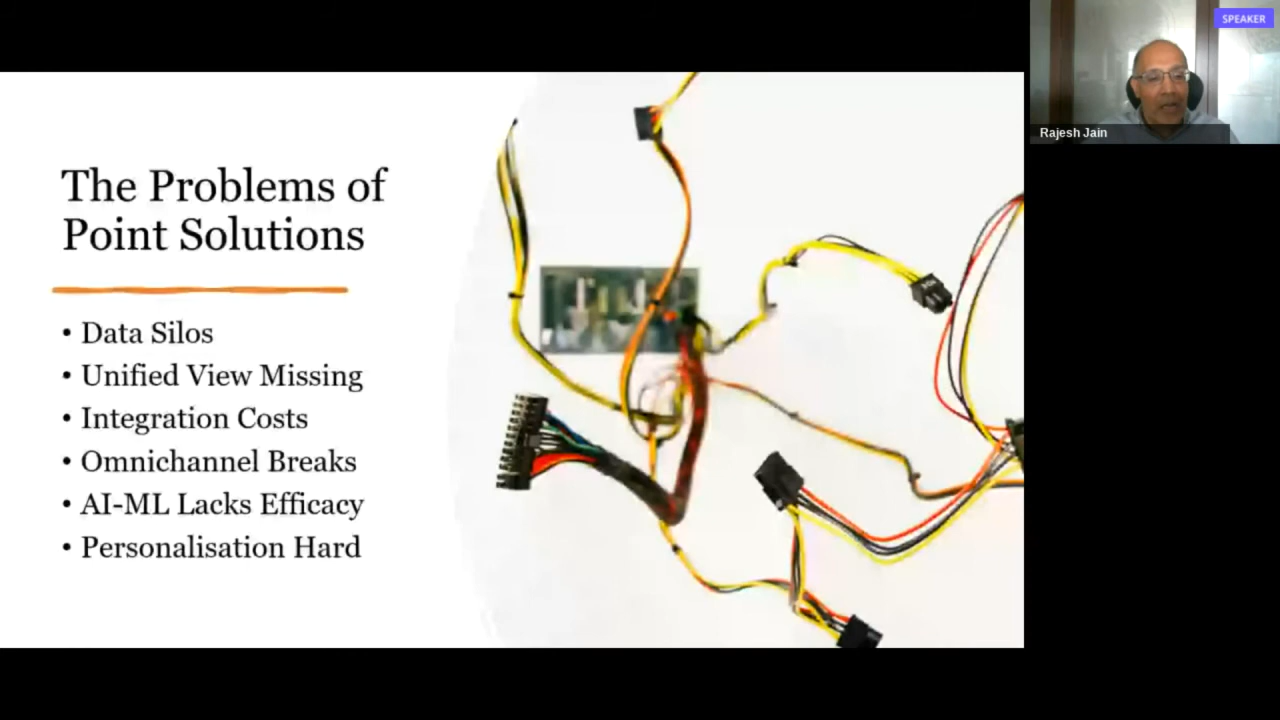 SPEAKER
Rajesh Jain
The Problems of
Point Solutions
• Data Silos
• Unified View Missing
• Integration Costs
• Omnichannel Breaks
• AI-ML Lacks Efficacy
• Personalisation Hard